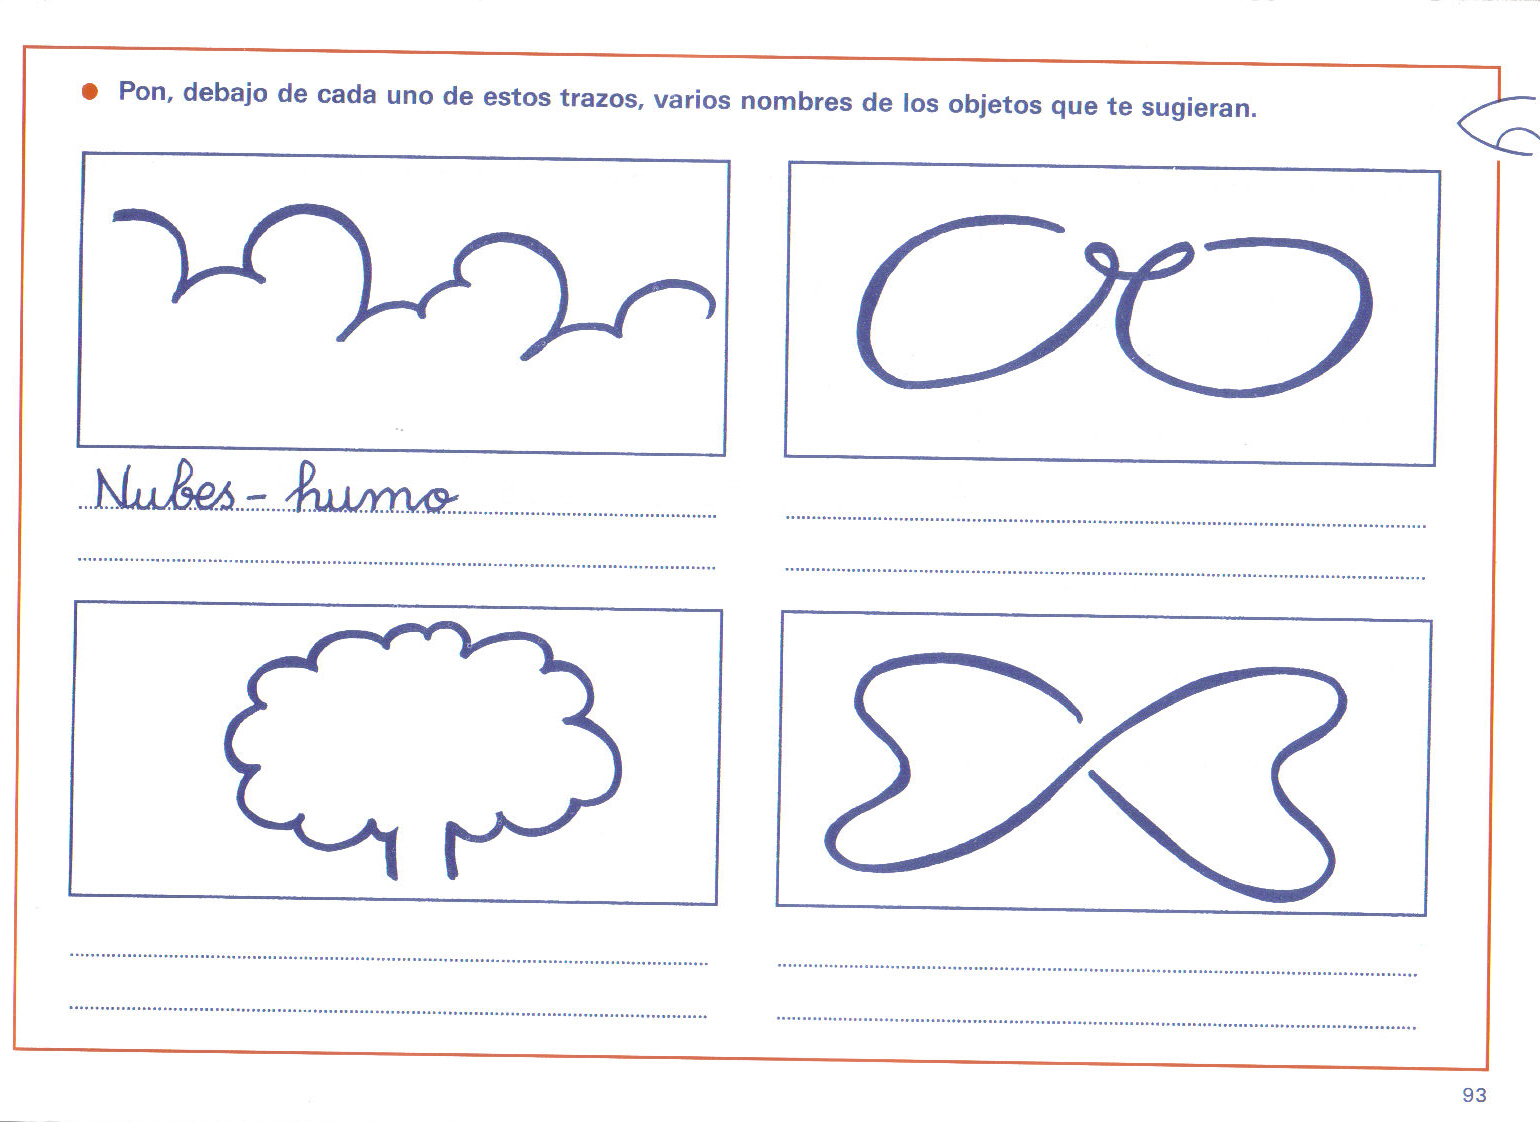 Pon, debajo de cada uno de estos trazos, varios nombres de los objetos que te sugieran.
Nubes - humo
93